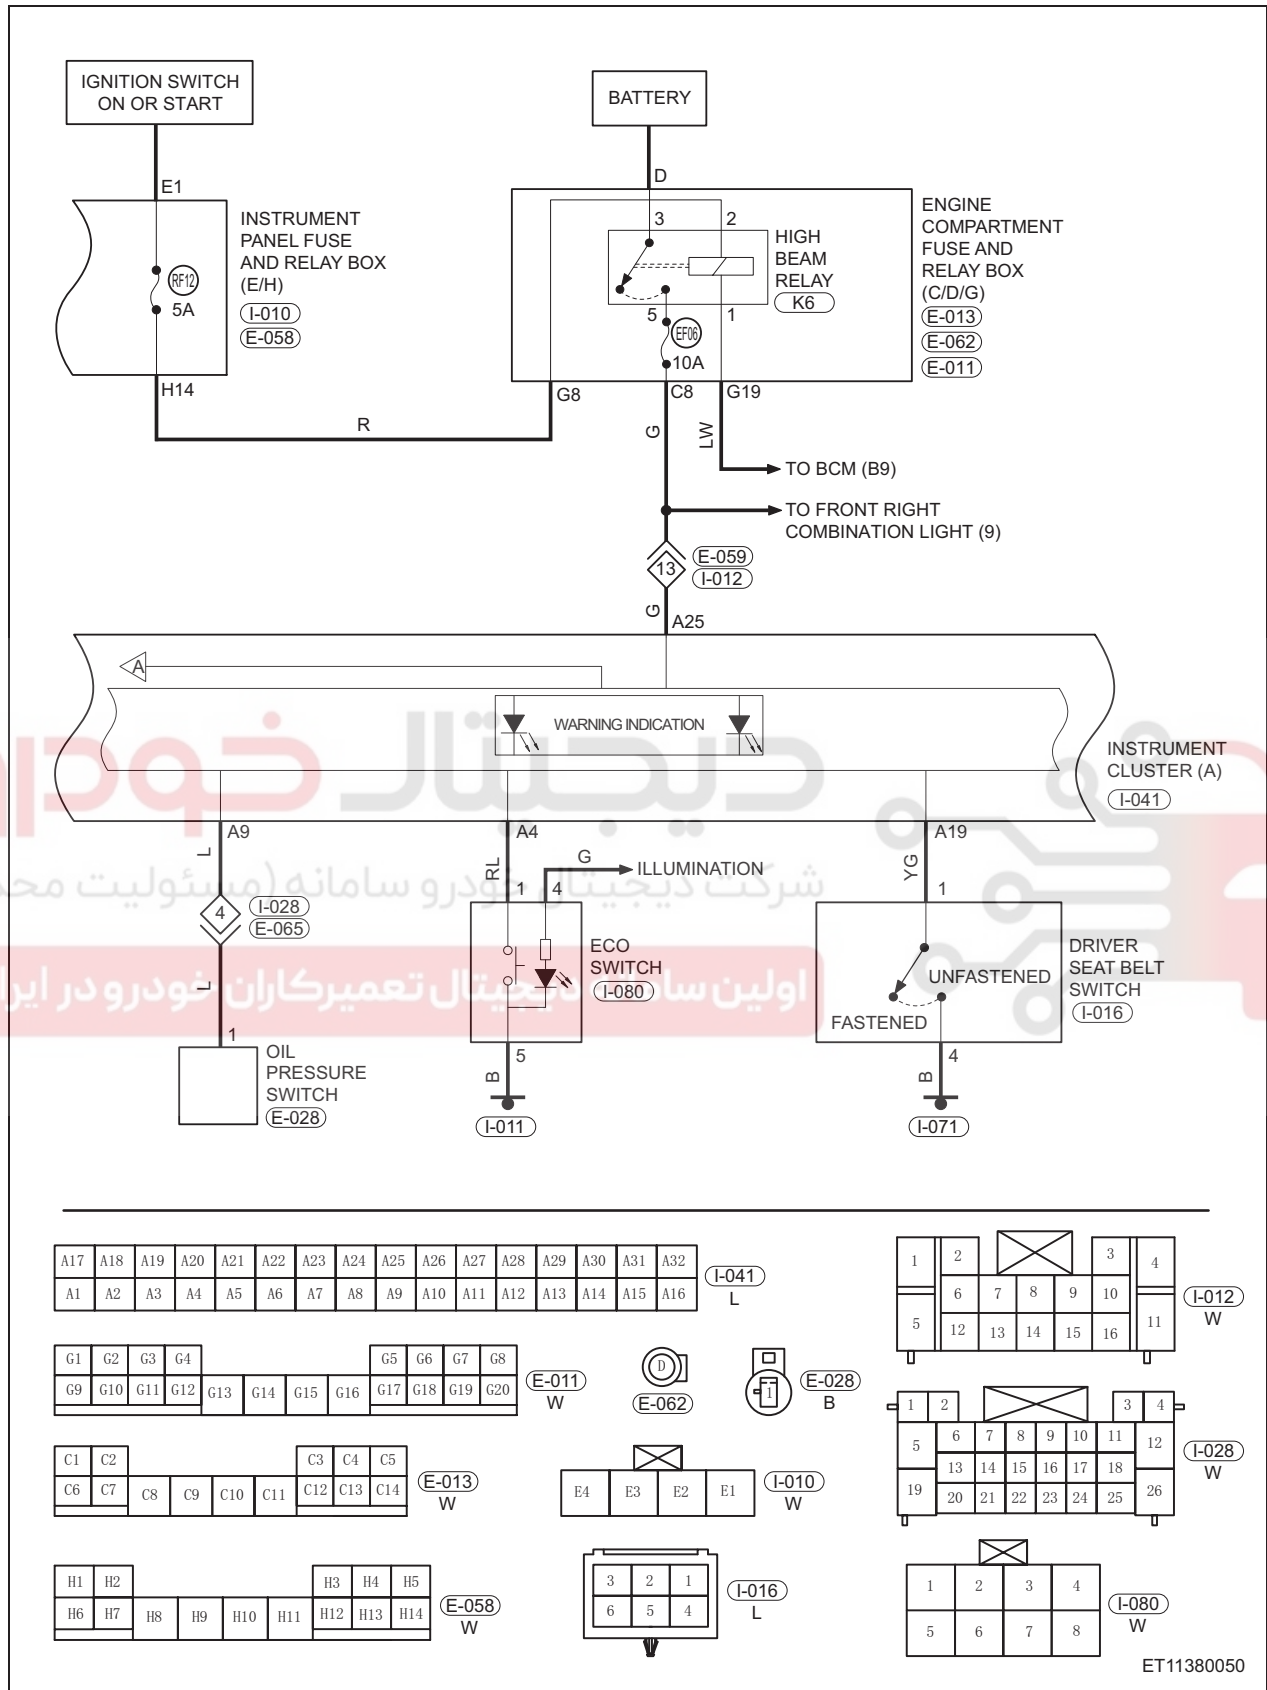 IGNITION SWITCH
ON OR START
BATTERY
E1
D
INSTRUMENT
PANEL FUSE
AND RELAY BOX
(E/H)
I-010
E-058
RF12
5A
3
2
HIGH
BEAM
RELAY
K6
5
1
EF06
10A
ENGINE
COMPARTMENT
FUSE AND
RELAY BOX
(C/D/G)
E-013
E-062
E-011
H14
G8
C8
G19
R
G
LW
TO BCM (B9)
TO FRONT RIGHT
COMBINATION LIGHT (9)
13
E-059
I-012
G
A25
A
WARNING INDICATION
INSTRUMENT
CLUSTER (A)
I-041
دیجیتال خودرو
شرکت دیجیتال خودرو سامانه (مسئولیت محد
اولین سامانه دیجیتال تعمیرکاران خودرو در ایرا
A9
A4
A19
L
RL
G
ILLUMINATION
YG
4
I-028
E-065
1
4
1
ECO
SWITCH
I-080
UNFASTENED
FASTENED
DRIVER
SEAT BELT
SWITCH
I-016
L
1
OIL
PRESSURE
SWITCH
E-028
5
B
I-011
4
B
I-071
A17 A18 A19 A20 A21 A22 A23 A24 A25 A26 A27 A28 A29 A30 A31 A32
A1 A2 A3 A4 A5 A6 A7 A8 A9 A10 A11 A12 A13 A14 A15 A16
I-041
L
1 2 3 4
6 7 8 9 10
5 12 13 14 15 16 11
I-012
W
G1 G2 G3 G4 G5 G6 G7 G8
G9 G10 G11 G12 G13 G14 G15 G16 G17 G18 G19 G20
E-011
W
D
E-062
1
E-028
B
1 2 3 4
5 6 7 8 9 10 11 12
13 14 15 16 17 18
19 20 21 22 23 24 25 26
I-028
W
C1 C2 C3 C4 C5
C6 C7 C8 C9 C10 C11 C12 C13 C14
E-013
W
E4 E3 E2 E1
I-010
W
H1 H2 H3 H4 H5
H6 H7 H8 H9 H10 H11 H12 H13 H14
E-058
W
3 2 1
6 5 4
I-016
L
1 2 3 4
5 6 7 8
I-080
W
ET11380050